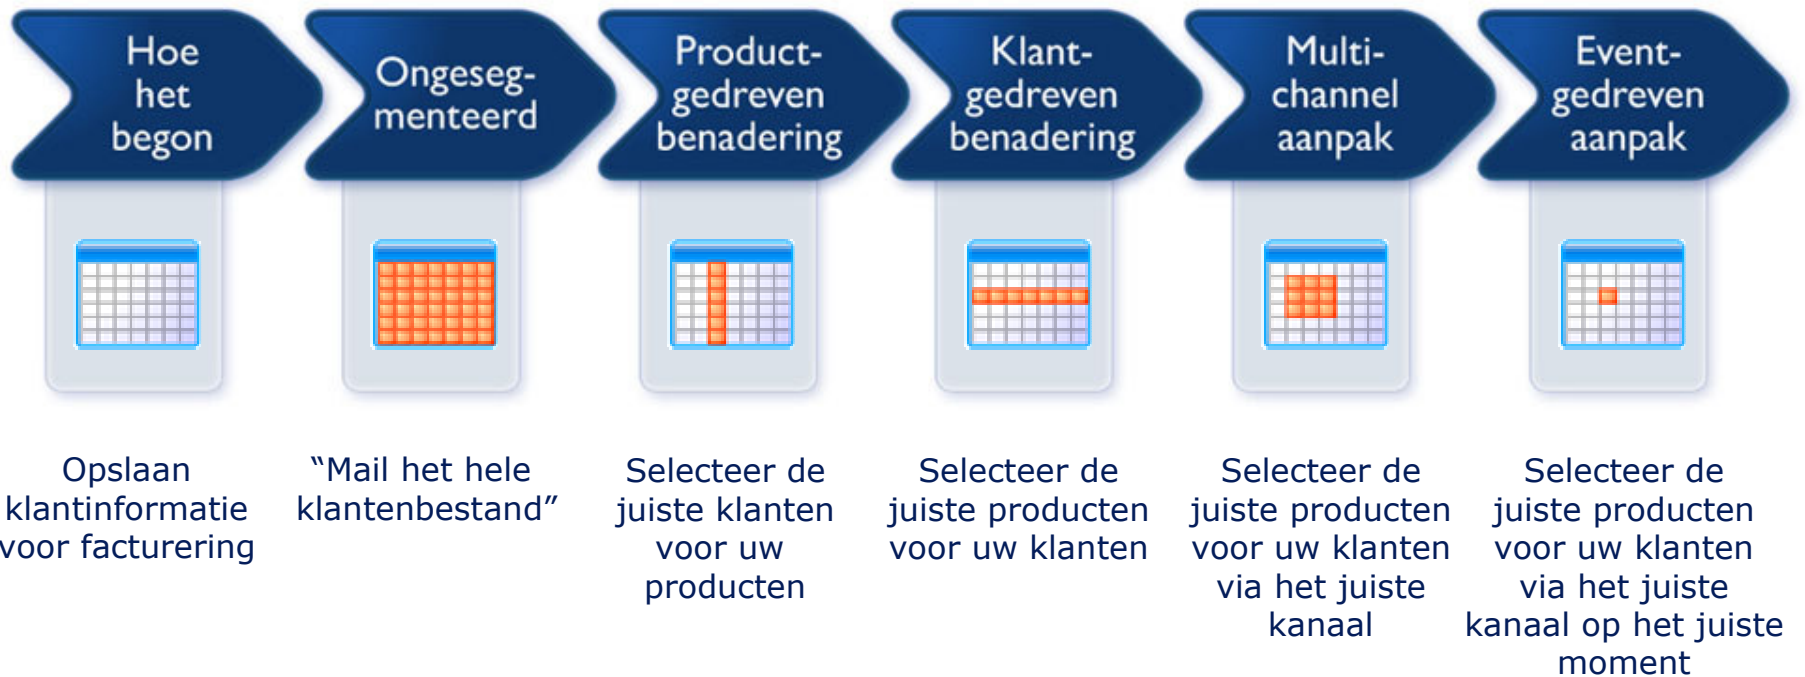 Hoe
het
begon
Ongeseg-
menteerd
Product-
gedreven
benadering
Klant-
gedreven
benadering
Multi-
channel
aanpak
Event-
gedreven
aanpak
Opslaan
klantinformatie
voor facturering
“Mail het hele
klantenbestand”
Selecteer de
juiste klanten
voor uw
producten
Selecteer de
juiste producten
voor uw klanten
Selecteer de
juiste producten
voor uw klanten
via het juiste
kanaal
Selecteer de
juiste producten
voor uw klanten
via het juiste
kanaal op het juiste
moment